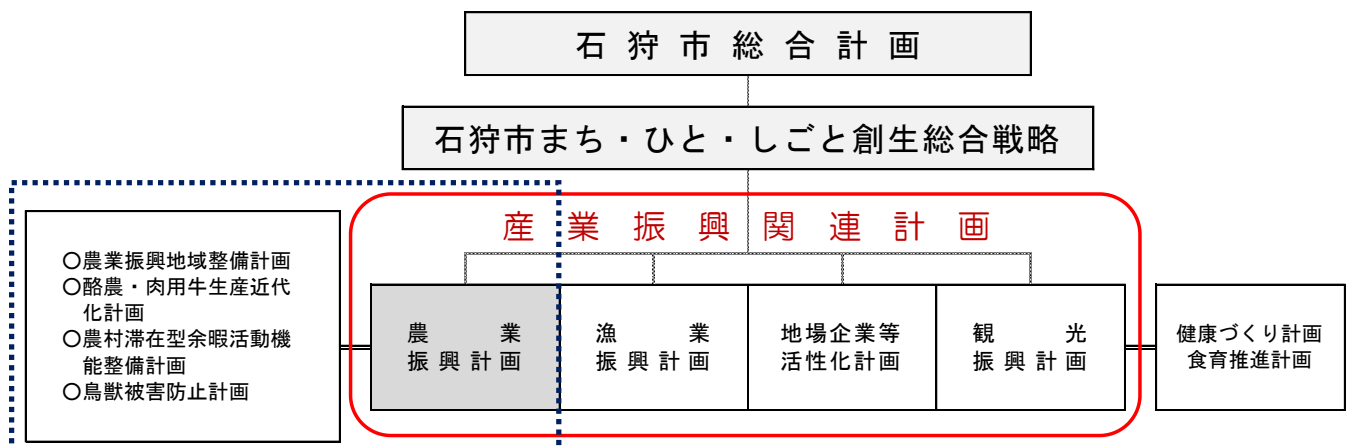 石狩市総合計画
石狩市まち・ひと・しごと創生総合戦略
産業振興関連計画
〇農業振興地域整備計画
〇酪農・肉用牛生産近代
化計画
〇農村滞在型余暇活動機
能整備計画
〇鳥獣被害防止計画
農業
振興計画
漁業
振興計画
地場企業等
活性化計画
観光
振興計画
健康づくり計画
食育推進計画